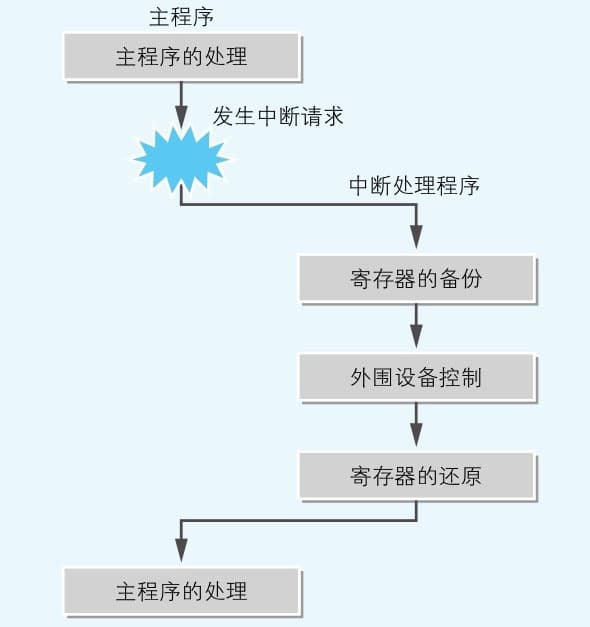 主程序
主程序的处理
发生中断请求
中断处理程序
寄存器的备份
外围设备控制
寄存器的还原
主程序的处理